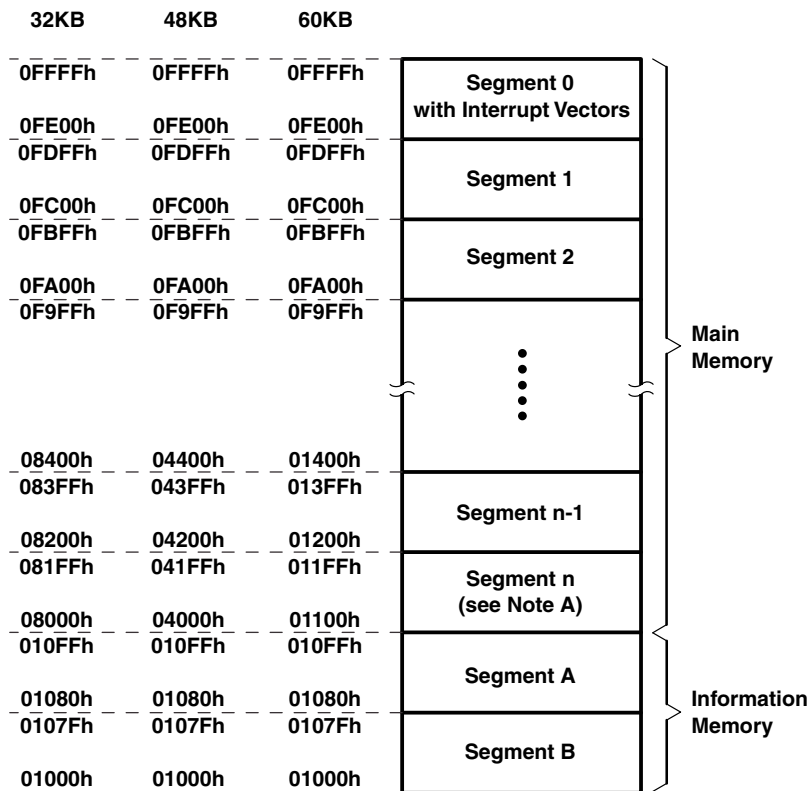 32KB 48KB 60KB
0FFFFh 0FFFFh 0FFFFh
Segment 0
with Interrupt Vectors
0FE00h 0FE00h 0FE00h
0FDFFh 0FDFFh 0FDFFh
Segment 1
0FC00h 0FC00h 0FC00h
0FBFFh 0FBFFh 0FBFFh
Segment 2
0FA00h 0FA00h 0FA00h
0F9FFh 0F9FFh 0F9FFh
Main
Memory
08400h 04400h 01400h
083FFh 043FFh 013FFh
Segment n-1
08200h 04200h 01200h
081FFh 041FFh 011FFh
Segment n
(see Note A)
08000h 04000h 01100h
010FFh 010FFh 010FFh
Segment A
01080h 01080h 01080h
Information
Memory
0107Fh 0107Fh 0107Fh
Segment B
01000h 01000h 01000h